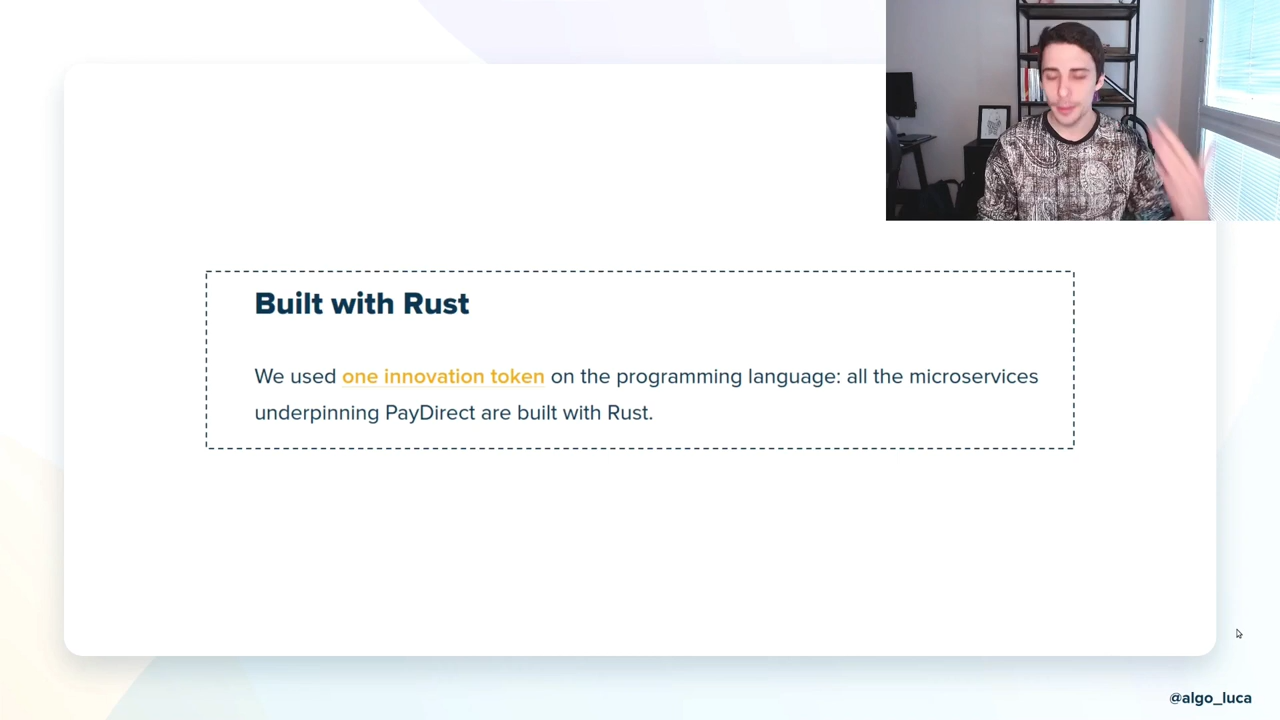 Built with Rust
We used one innovation token on the programming language: all the microservices
underpinning PayDirect are built with Rust.
@algo_luca